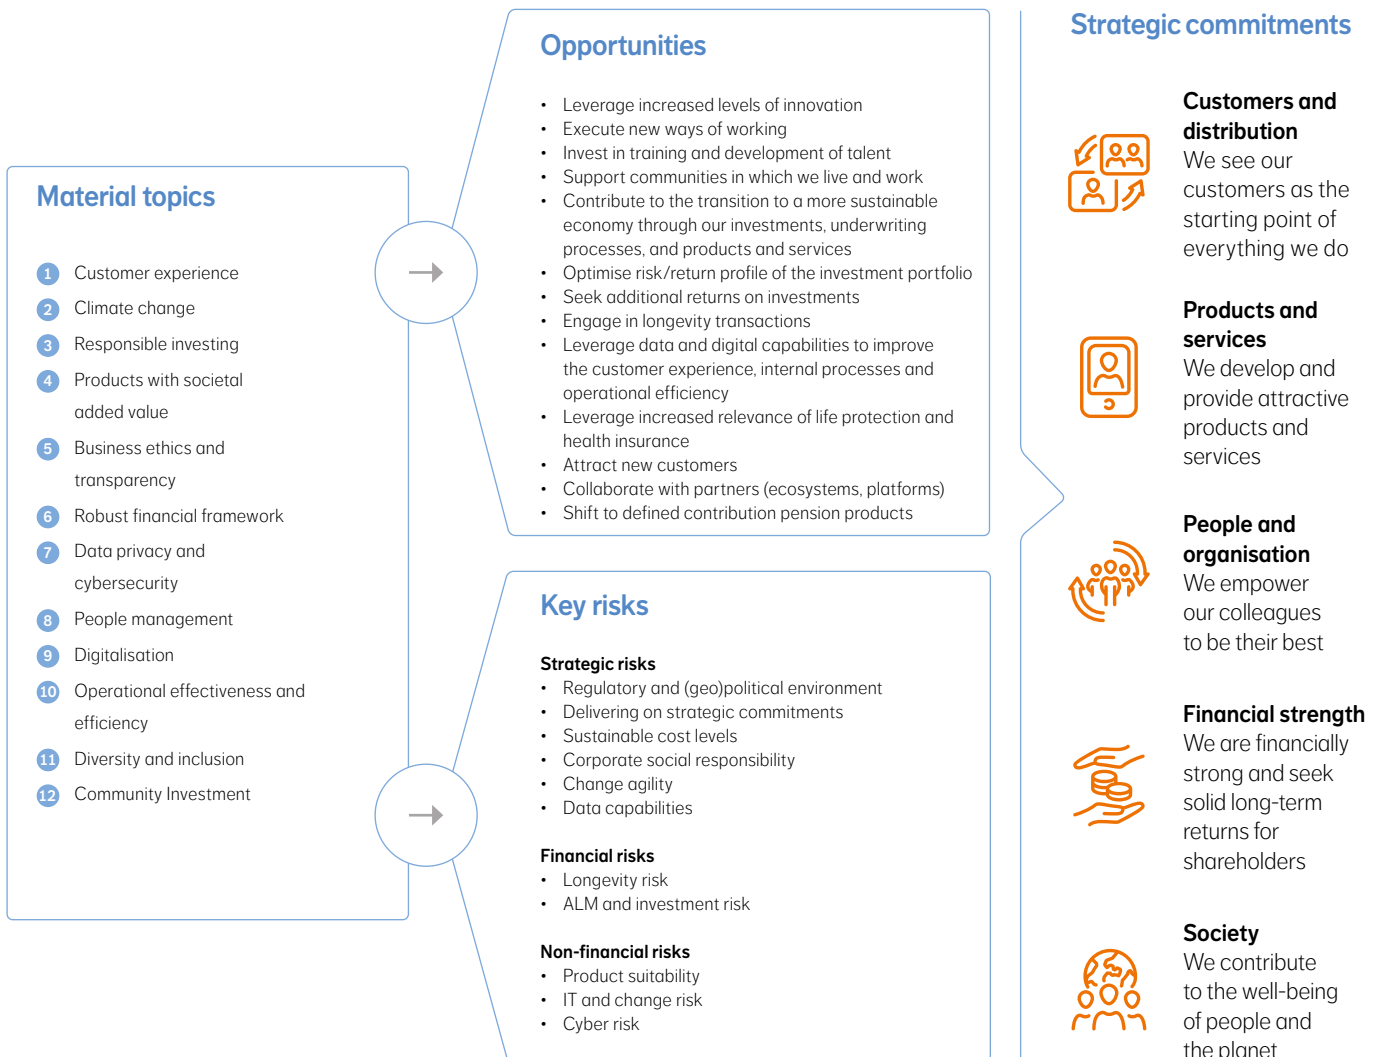 Material topics
1 Customer experience
2 Climate change
3 Responsible investing
4 Products with societal
added value
5 Business ethics and
transparency
6 Robust financial framework
7 Data privacy and
cybersecurity
8 People management
9 Digitalisation
10 Operational effectiveness and
efficiency
11 Diversity and inclusion
12 Community Investment
Opportunities
• Leverage increased levels of innovation
• Execute new ways of working
• Invest in training and development of talent
• Support communities in which we live and work
• Contribute to the transition to a more sustainable
economy through our investments, underwriting
processes, and products and services
• Optimise risk/return profile of the investment portfolio
• Seek additional returns on investments
• Engage in longevity transactions
• Leverage data and digital capabilities to improve
the customer experience, internal processes and
operational efficiency
• Leverage increased relevance of life protection and
health insurance
• Attract new customers
• Collaborate with partners (ecosystems, platforms)
• Shift to defined contribution pension products
Key risks
Strategic risks
• Regulatory and (geo)political environment
• Delivering on strategic commitments
• Sustainable cost levels
• Corporate social responsibility
• Change agility
• Data capabilities
Financial risks
• Longevity risk
• ALM and investment risk
Non-financial risks
• Product suitability
• IT and change risk
• Cyber risk
Strategic commitments
Customers and
distribution
We see our
customers as the
starting point of
everything we do
Products and
services
We develop and
provide attractive
products and
services
People and
organisation
We empower
our colleagues
to be their best
Financial strength
We are financially
strong and seek
solid long-term
returns for
shareholders
Society
We contribute
to the well-being
of people and
the planet